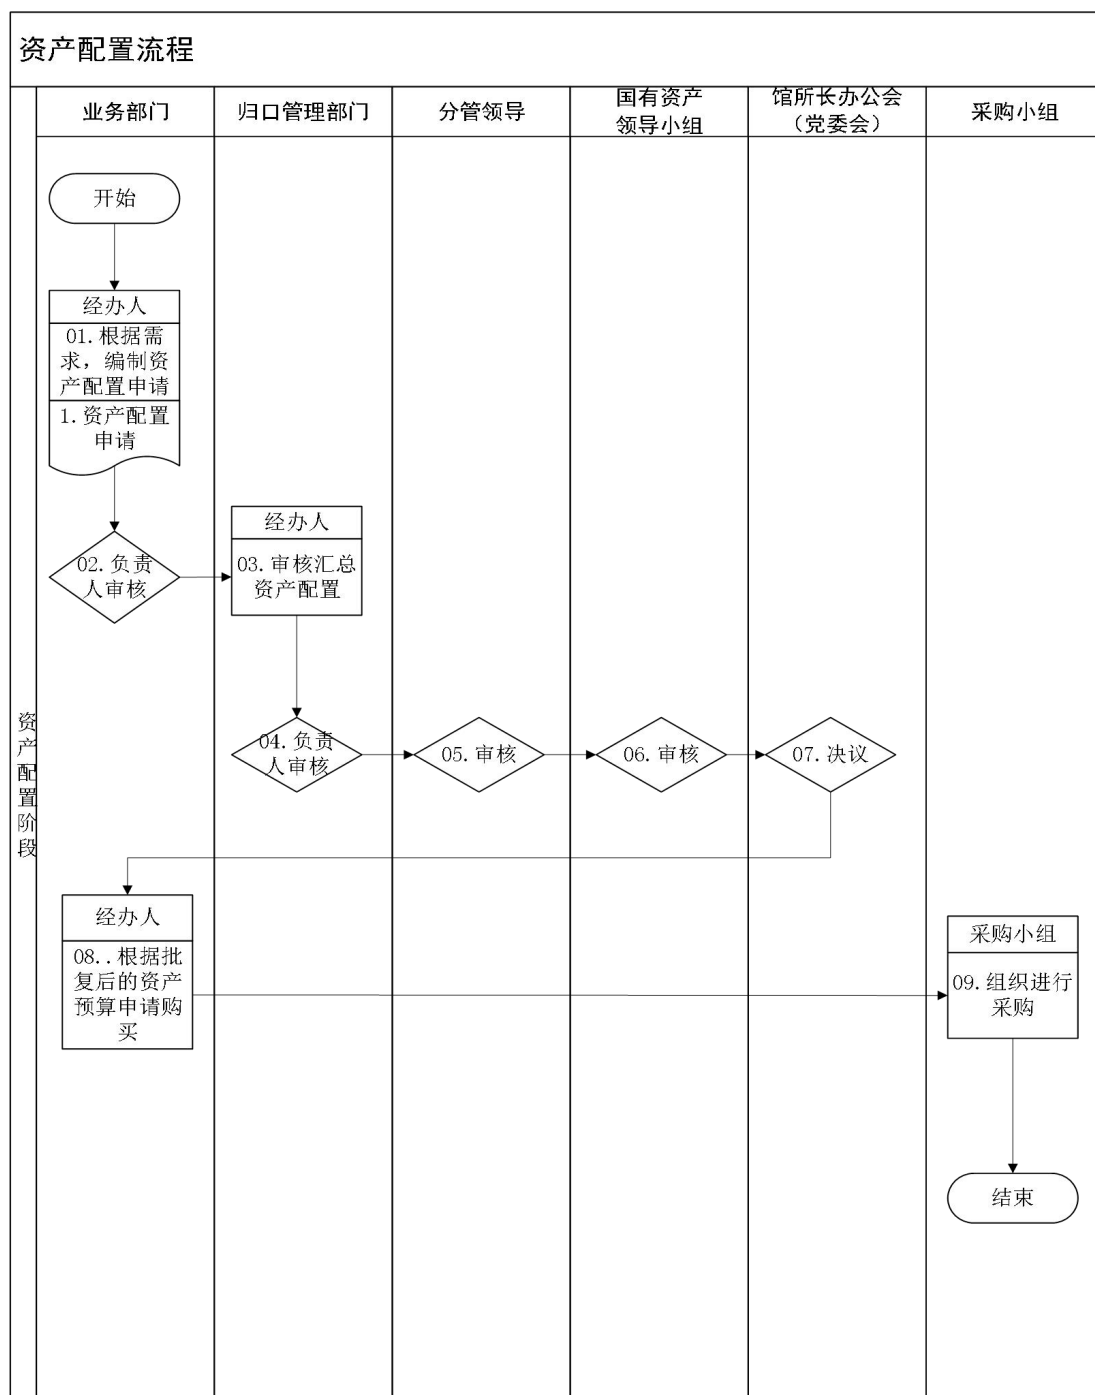 资产配置流程
业务部门
归口管理部门
分管领导
国有资产
领导小组
馆所长办公会
（党委会）
采购小组
资产配置阶段
开始
经办人
01.根据需
求，编制资
产配置申请
1.资产配置
申请
02.负责
人审核
经办人
03.审核汇总
资产配置
04.负责
人审核
05.审核
06.审核
07.决议
经办人
08..根据批
复后的资产
预算申请购
买
采购小组
09.组织进行
采购
结束